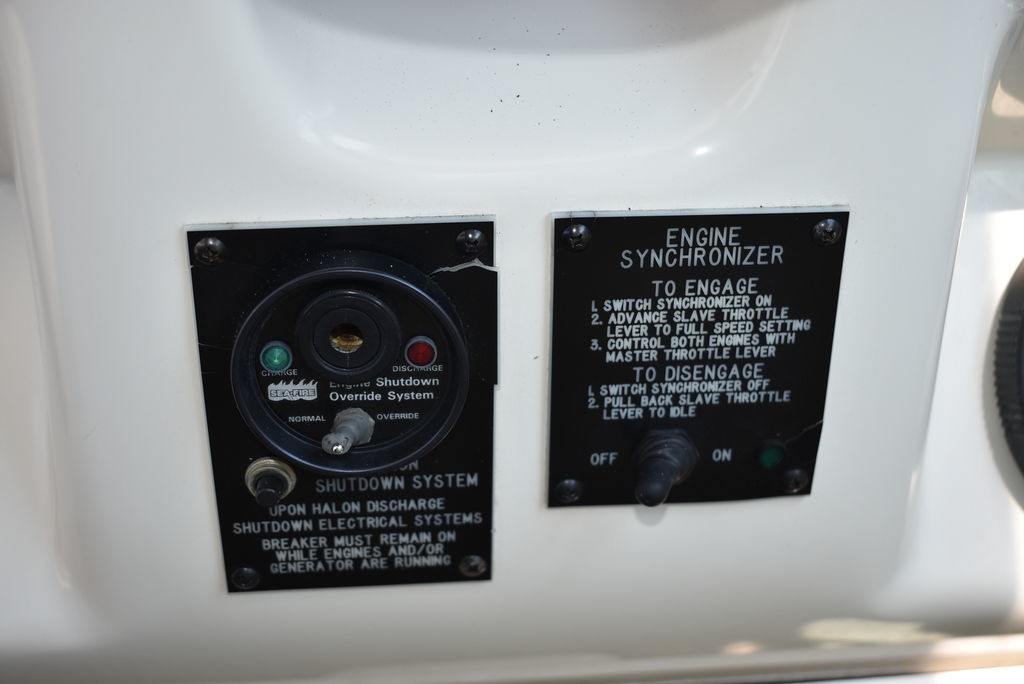 CHARGE
DISCHARGE
SEA-FIRE
Engine Shutdown
Override System
NORMAL
OVERRIDE
SHUTDOWN SYSTEM
UPON HALON DISCHARGE
SHUTDOWN ELECTRICAL SYSTEMS
BREAKER MUST REMAIN ON
WHILE ENGINES AND/OR
GENERATOR ARE RUNNING
ENGINE
SYNCHRONIZER
TO ENGAGE
1. SWITCH SYNCHRONIZER ON
2. ADVANCE SLAVE THROTTLE
LEVER TO FULL SPEED SETTING
3. CONTROL BOTH ENGINES WITH
MASTER THROTTLE LEVER
TO DISENGAGE
1. SWITCH SYNCHRONIZER OFF
2. PULL BACK SLAVE THROTTLE
LEVER TO IDLE
OFF
ON